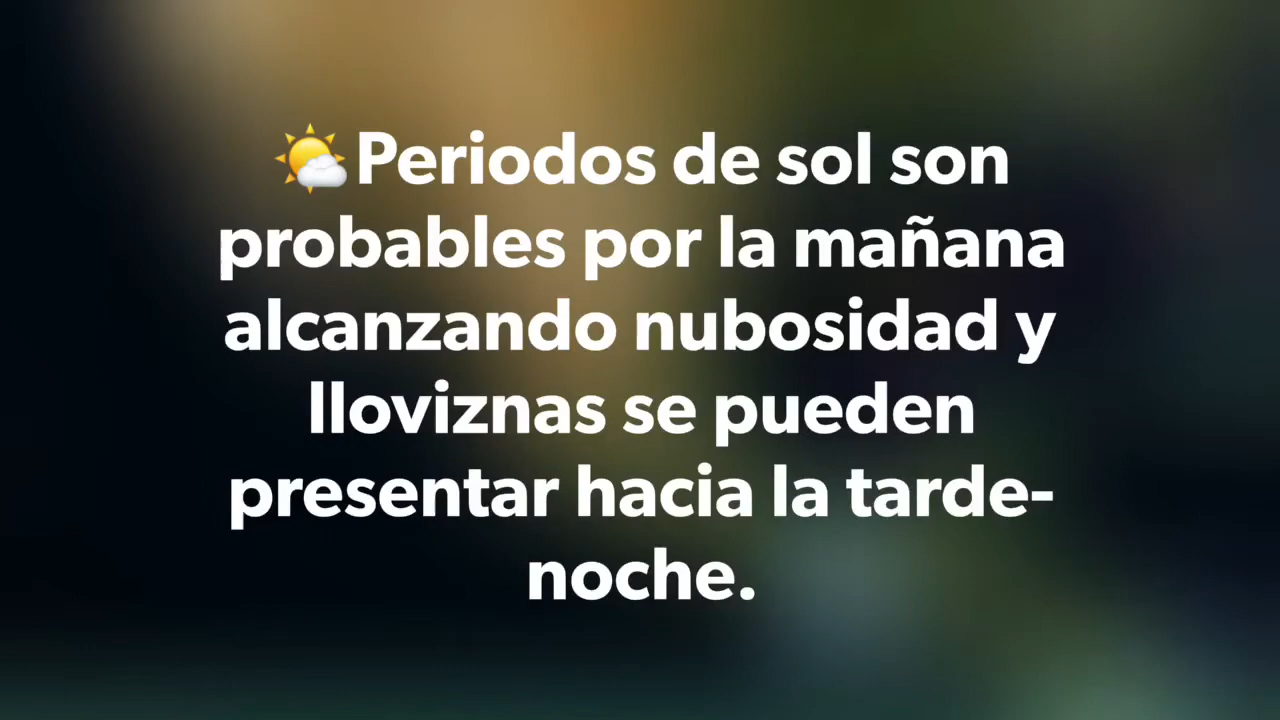 🌤️Periodos de sol son
probables por la mañana
alcanzando nubosidad y
lloviznas se pueden
presentar hacia la tarde-
noche.